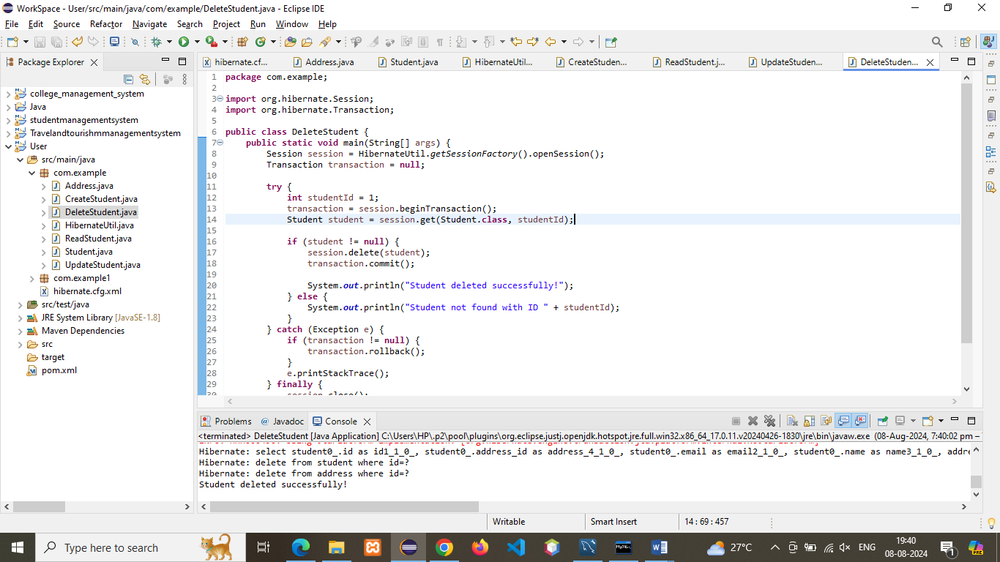 WorkSpace - User/src/main/java/com/example/DeleteStudent.java - Eclipse IDE
File Edit Source Refactor Navigate Search Project Run Window Help
Package Explorer
college_management_system
Java
studentmanagementsystem
Travelandtourishmmanagementsystem
User
src/main/java
com.example
Address.java
CreateStudent.java
DeleteStudent.java
HibernateUtil.java
ReadStudent.java
Student.java
UpdateStudent.java
com.example1
hibernate.cfg.xml
src/test/java
JRE System Library [JavaSE-1.8]
Maven Dependencies
src
target
pom.xml
hibernate.cf... Address.java Student.java HibernateUtil... CreateStuden... ReadStudent.j... UpdateStuden... DeleteStuden...
1 package com.example;
2
3 import org.hibernate.Session;
4 import org.hibernate.Transaction;
5
6 public class DeleteStudent {
7 public static void main(String[] args) {
8 Session session = HibernateUtil.getSessionFactory().openSession();
9 Transaction transaction = null;
10
11 try {
12 int studentId = 1;
13 transaction = session.beginTransaction();
14 Student student = session.get(Student.class, studentId);
15
16 if (student != null) {
17 session.delete(student);
18 transaction.commit();
19
20 System.out.println("Student deleted successfully!");
21 } else {
22 System.out.println("Student not found with ID " + studentId);
23 }
24 } catch (Exception e) {
25 if (transaction != null) {
26 transaction.rollback();
27 }
28 e.printStackTrace();
29 } finally {
30 session.close();
Problems @ Javadoc Console
<terminated> DeleteStudent [Java Application] C:\Users\HP\.p2\pool\plugins\org.eclipse.justj.openjdk.hotspot.jre.full.win32.x86_64_17.0.11.v20240426-1830\jre\bin\javaw.exe (08-Aug-2024, 7:40:02 pm –
Hibernate: select student0_.id as id1_1_0_, student0_.address_id as address_4_1_0_, student0_.email as email2_1_0_, student0_.name as name3_1_0_, addre
Hibernate: delete from student where id=?
Hibernate: delete from address where id=?
Student deleted successfully!
Writable Smart Insert 14 : 69 : 457
Type here to search
27°C ENG 19:40
08-08-2024
1
PRE